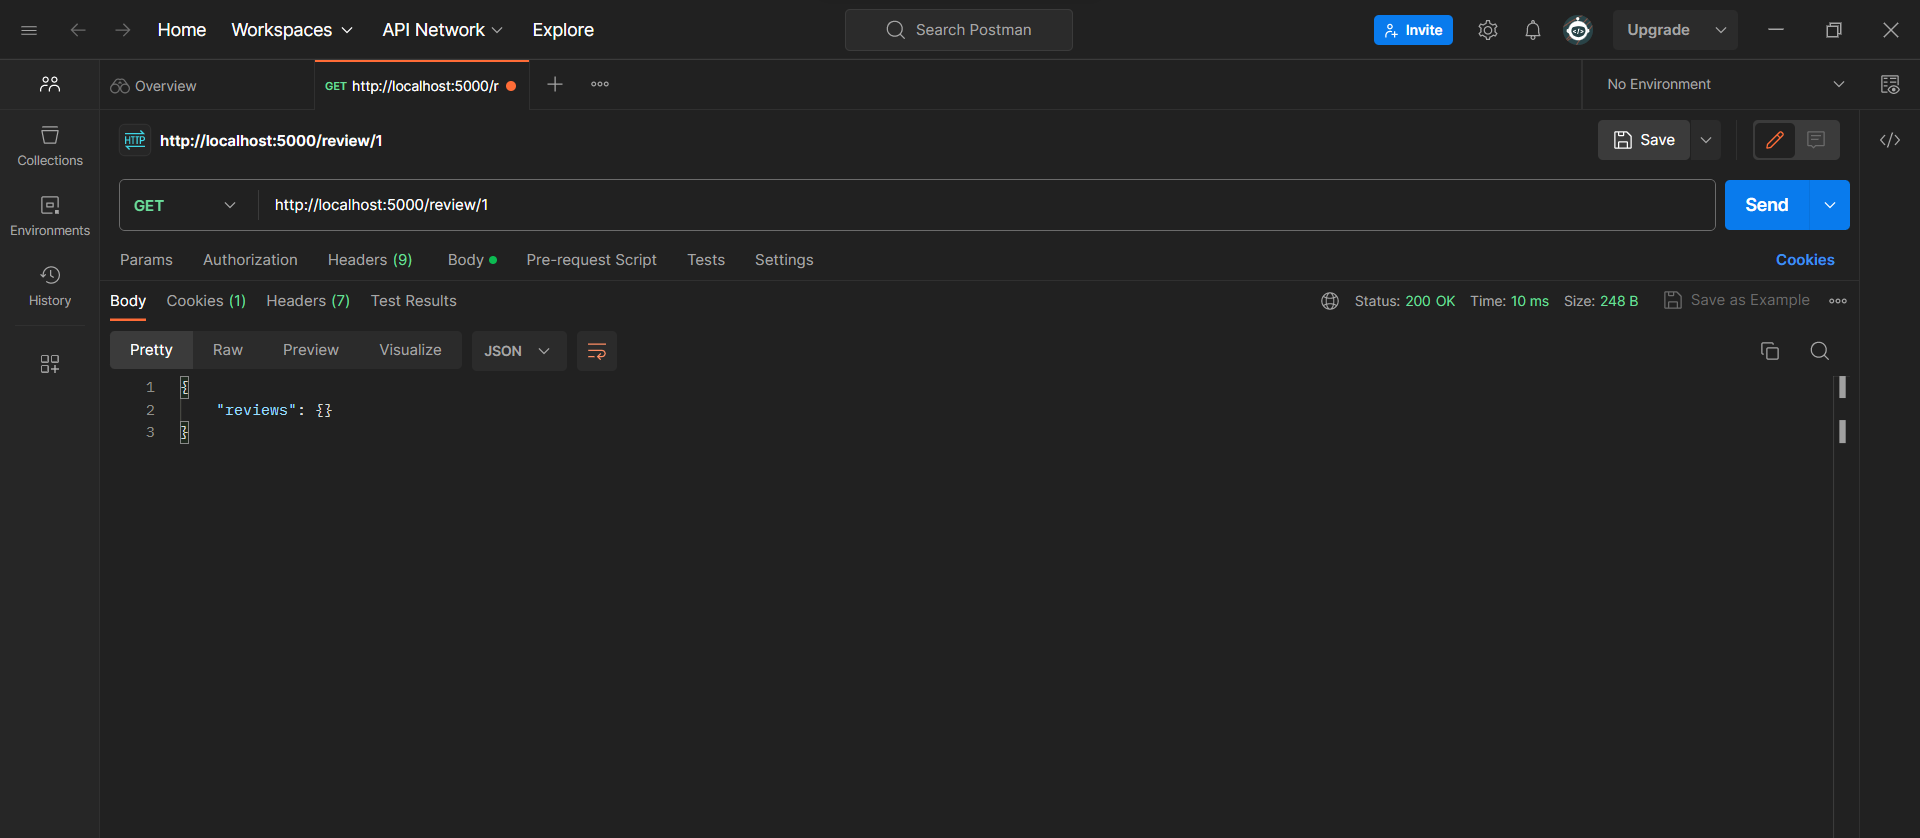 Home Workspaces API Network Explore Search Postman Invite Upgrade
Overview GET http://localhost:5000/r No Environment
HTTP http://localhost:5000/review/1 Save
Collections
GET http://localhost:5000/review/1 Send
Environments
Params Authorization Headers (9) Body Pre-request Script Tests Settings Cookies
History
Body Cookies (1) Headers (7) Test Results Status: 200 OK Time: 10 ms Size: 248 B Save as Example
Pretty Raw Preview Visualize JSON
1 {
2 "reviews": {}
3 }